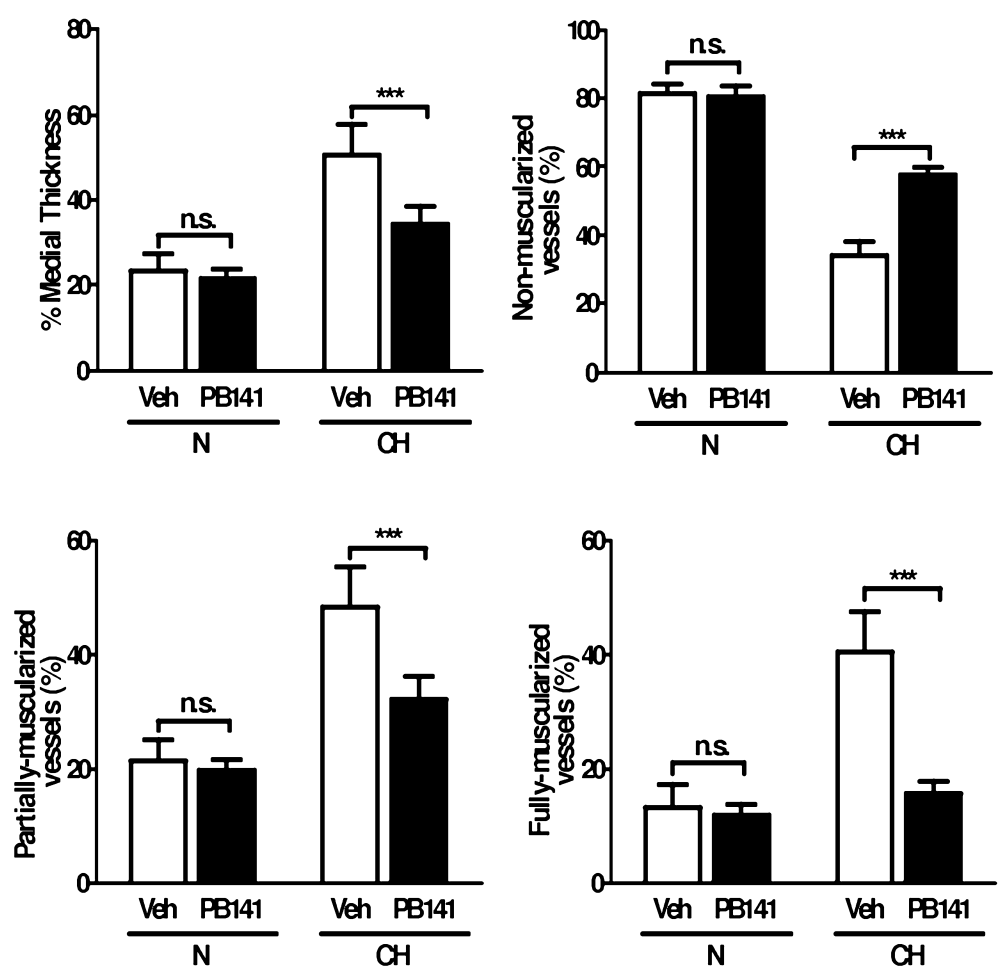 % Medial Thickness
80
60
40
20
0
n.s.
***
Veh PB141 Veh PB141
N CH
Non-muscularized
vessels (%)
100
80
60
40
20
0
n.s.
***
Veh PB141 Veh PB141
N CH
Partially-muscularized
vessels (%)
60
40
20
0
n.s.
***
Veh PB141 Veh PB141
N CH
Fully-muscularized
vessels (%)
60
40
20
0
n.s.
***
Veh PB141 Veh PB141
N CH